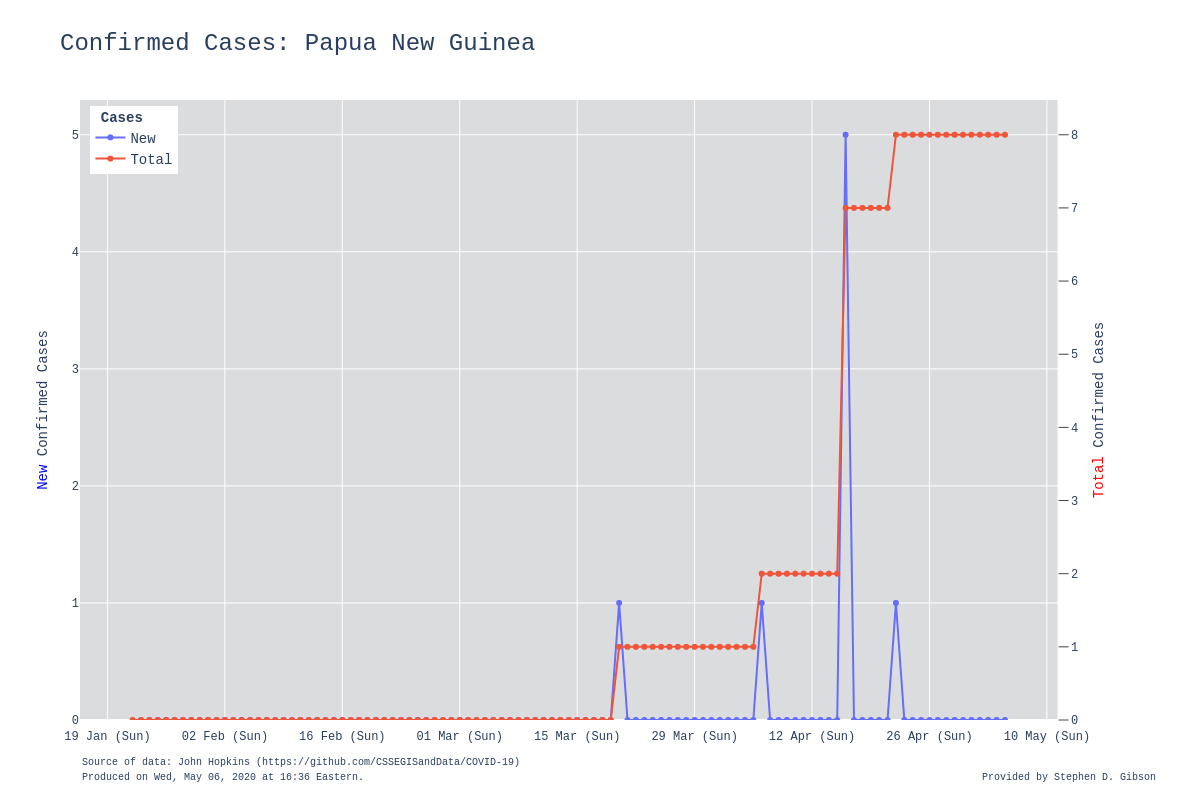 Confirmed Cases: Papua New Guinea
Cases
New
Total
5
4
3
2
1
0
8
7
6
5
4
3
2
1
0
New Confirmed Cases
Total Confirmed Cases
19 Jan (Sun) 02 Feb (Sun) 16 Feb (Sun) 01 Mar (Sun) 15 Mar (Sun) 29 Mar (Sun) 12 Apr (Sun) 26 Apr (Sun) 10 May (Sun)
Source of data: John Hopkins (https://github.com/CSSEGISandData/COVID-19)
Produced on Wed, May 06, 2020 at 16:36 Eastern.
Provided by Stephen D. Gibson